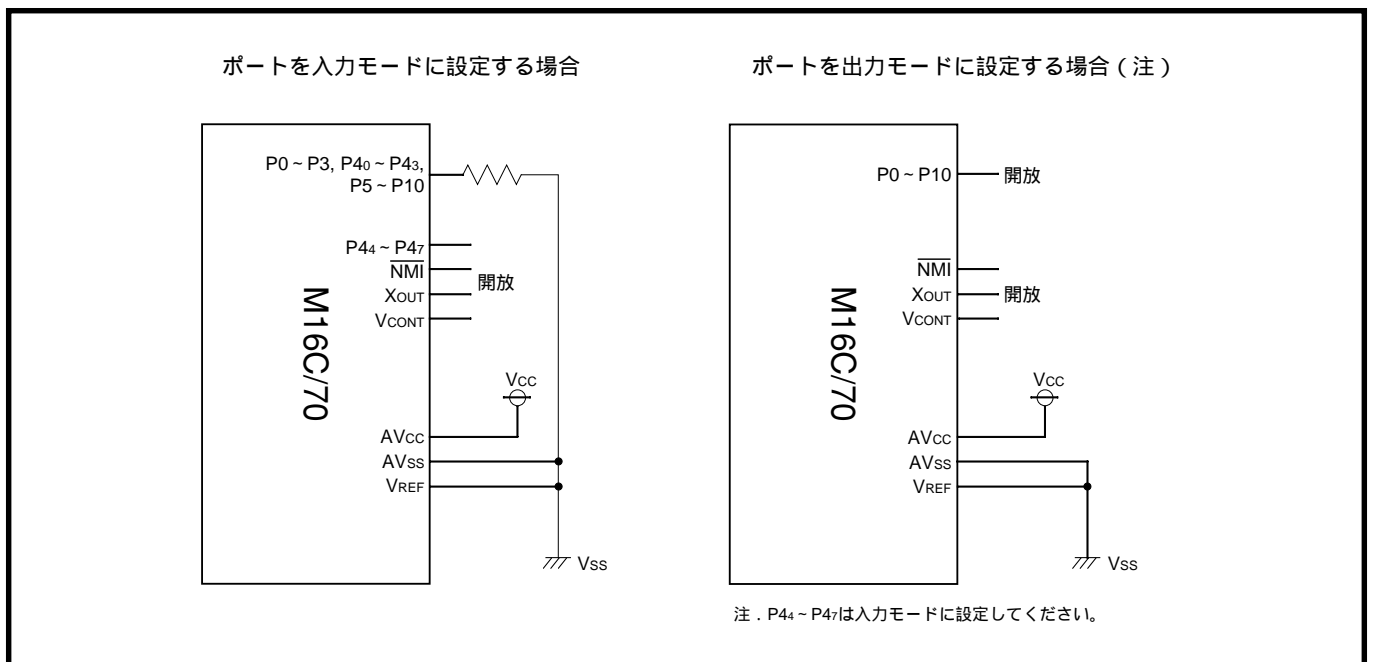 ポートを入力モードに設定する場合
P0 ~ P3, P40 ~ P43,
P5 ~ P10
P44 ~ P47
NMI
XOUT
VCONT
開放
M16C/70
VCC
AVCC
AVSS
VREF
VSS
ポートを出力モードに設定する場合 ( 注 )
P0 ~ P10
開放
NMI
XOUT
VCONT
開放
M16C/70
VCC
AVCC
AVSS
VREF
VSS
注 . P44 ~ P47は入力モードに設定してください。